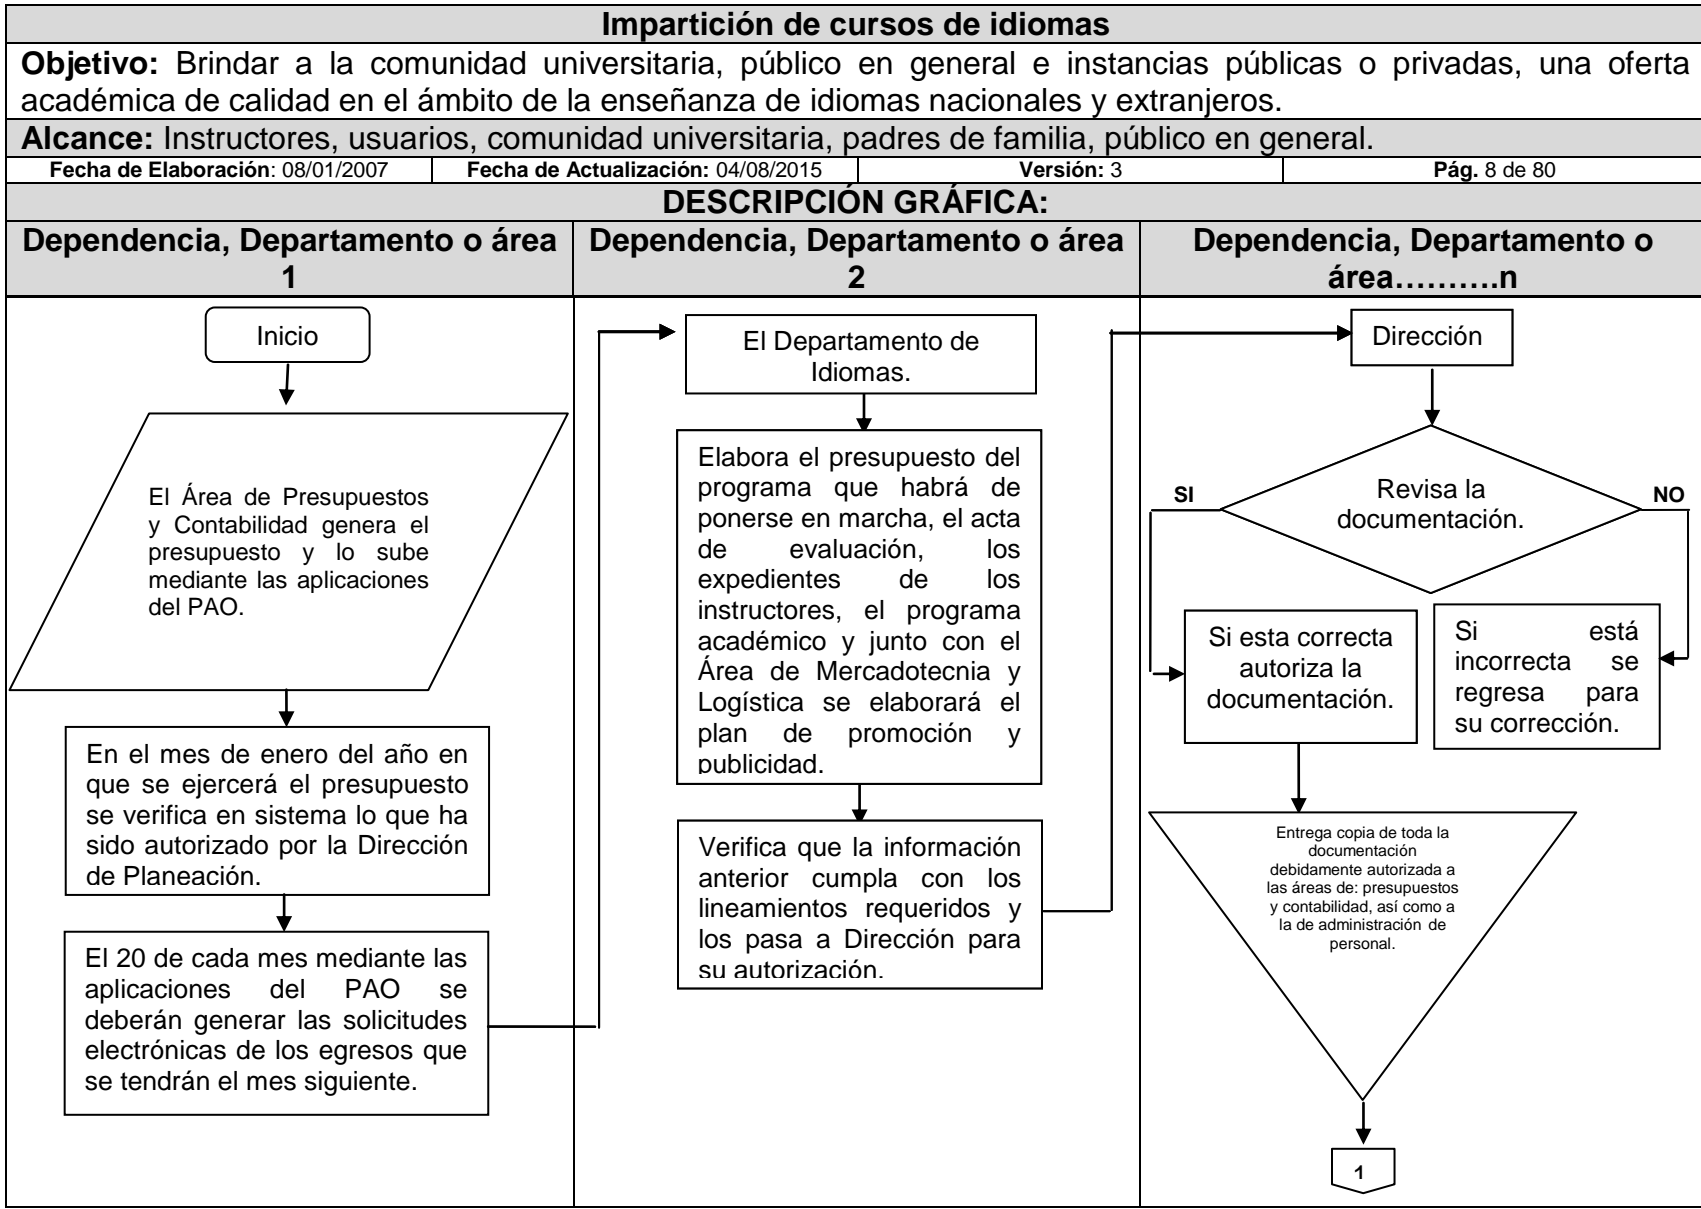 Impartición de cursos de idiomas
Objetivo: Brindar a la comunidad universitaria, público en general e instancias públicas o privadas, una oferta
académica de calidad en el ámbito de la enseñanza de idiomas nacionales y extranjeros.
Alcance: Instructores, usuarios, comunidad universitaria, padres de familia, público en general.
Fecha de Elaboración: 08/01/2007 Fecha de Actualización: 04/08/2015 Versión: 3 Pág. 8 de 80
DESCRIPCIÓN GRÁFICA:
Dependencia, Departamento o área
1
Dependencia, Departamento o área
2
Dependencia, Departamento o
área……….n
Inicio
El Área de Presupuestos
y Contabilidad genera el
presupuesto y lo sube
mediante las aplicaciones
del PAO.
En el mes de enero del año en
que se ejercerá el presupuesto
se verifica en sistema lo que ha
sido autorizado por la Dirección
de Planeación.
El 20 de cada mes mediante las
aplicaciones del PAO se
deberán generar las solicitudes
electrónicas de los egresos que
se tendrán el mes siguiente.
El Departamento de
Idiomas.
Elabora el presupuesto del
programa que habrá de
ponerse en marcha, el acta
de evaluación, los
expedientes de los
instructores, el programa
académico y junto con el
Área de Mercadotecnia y
Logística se elaborará el
plan de promoción y
publicidad.
Verifica que la información
anterior cumpla con los
lineamientos requeridos y
los pasa a Dirección para
su autorización.
Dirección
Revisa la
documentación.
SI
NO
Si esta correcta
autoriza la
documentación.
Si está
incorrecta se
regresa para
su corrección.
Entrega copia de toda la
documentación
debidamente autorizada a
las áreas de: presupuestos
y contabilidad, así como a
la de administración de
personal.
1